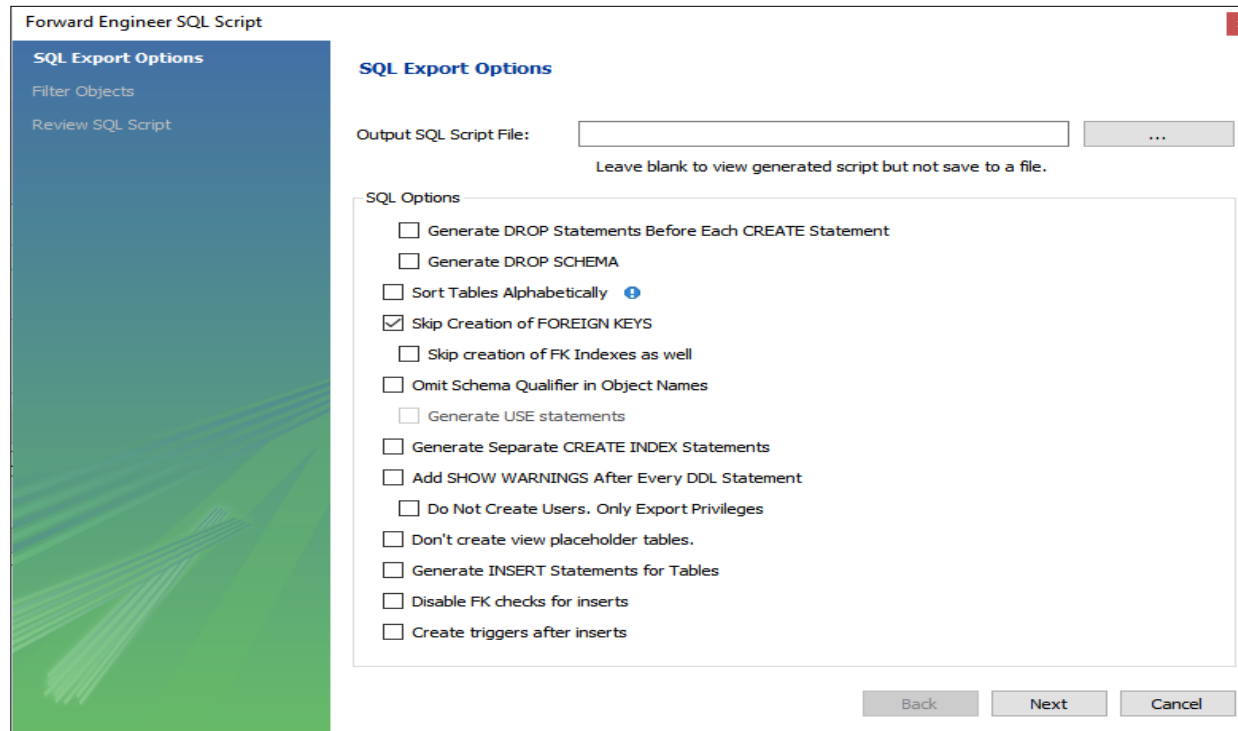 Forward Engineer SQL Script
SQL Export Options
Filter Objects
Review SQL Script
SQL Export Options
Output SQL Script File:
...
Leave blank to view generated script but not save to a file.
SQL Options
Generate DROP Statements Before Each CREATE Statement
Generate DROP SCHEMA
Sort Tables Alphabetically
Skip Creation of FOREIGN KEYS
Skip creation of FK Indexes as well
Omit Schema Qualifier in Object Names
Generate USE statements
Generate Separate CREATE INDEX Statements
Add SHOW WARNINGS After Every DDL Statement
Do Not Create Users. Only Export Privileges
Don't create view placeholder tables.
Generate INSERT Statements for Tables
Disable FK checks for inserts
Create triggers after inserts
Back Next Cancel